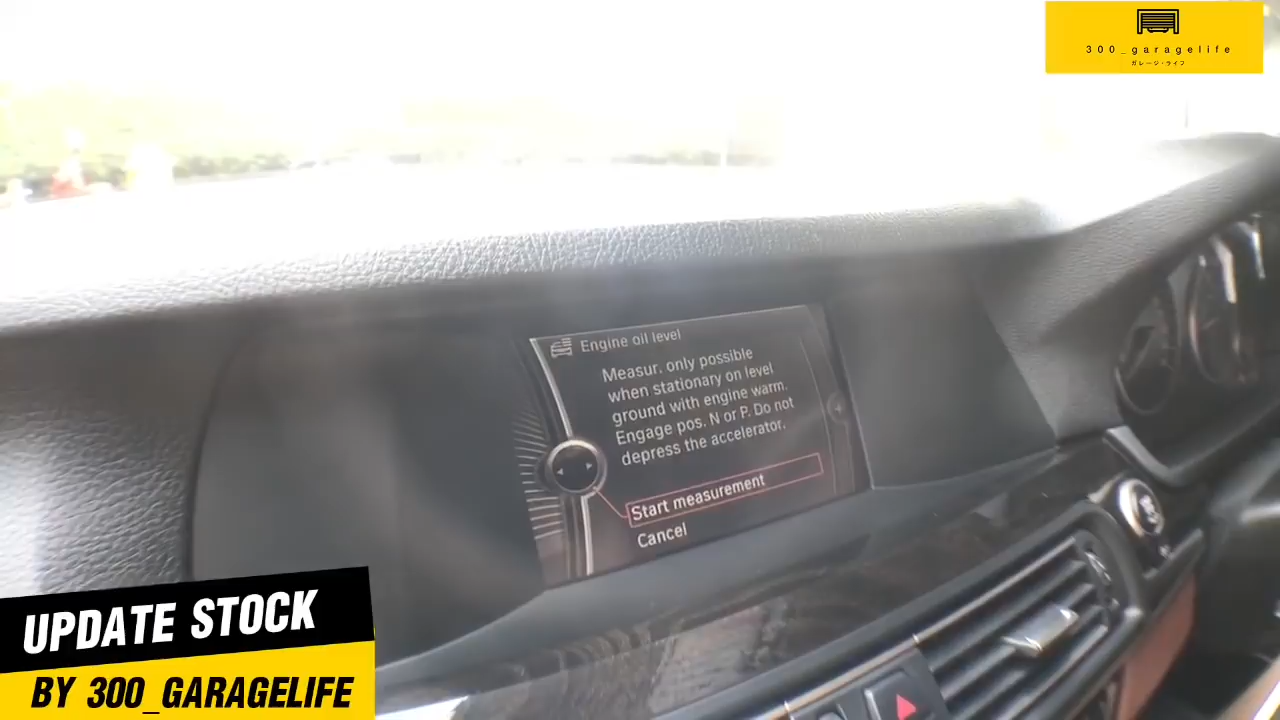 300_garagelife
ガレージ・ライフ
Engine oil level
Measur. only possible
when stationary on level
ground with engine warm.
Engage pos. N or P. Do not
depress the accelerator.
Start measurement
Cancel
UPDATE STOCK
BY 300_GARAGELIFE